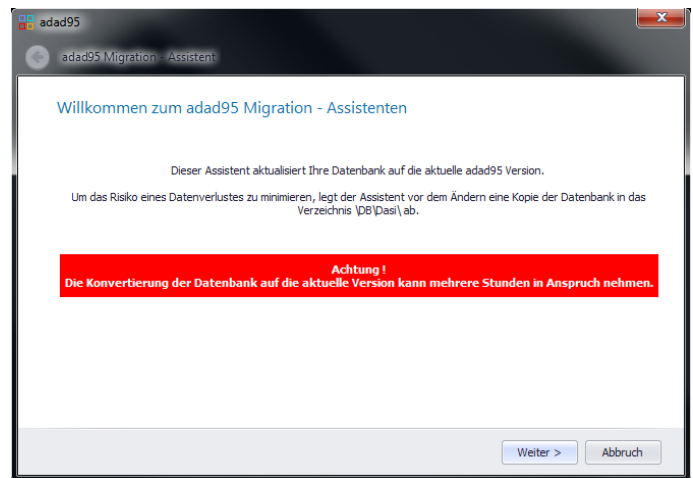 adad95
adad95 Migration - Assistent
Willkommen zum adad95 Migration - Assistenten
Dieser Assistent aktualisiert Ihre Datenbank auf die aktuelle adad95 Version.
Um das Risiko eines Datenverlustes zu minimieren, legt der Assistent vor dem Ändern eine Kopie der Datenbank in das
Verzeichnis \DB\Dasi\ ab.
Achtung !
Die Konvertierung der Datenbank auf die aktuelle Version kann mehrere Stunden in Anspruch nehmen.
Weiter > Abbruch